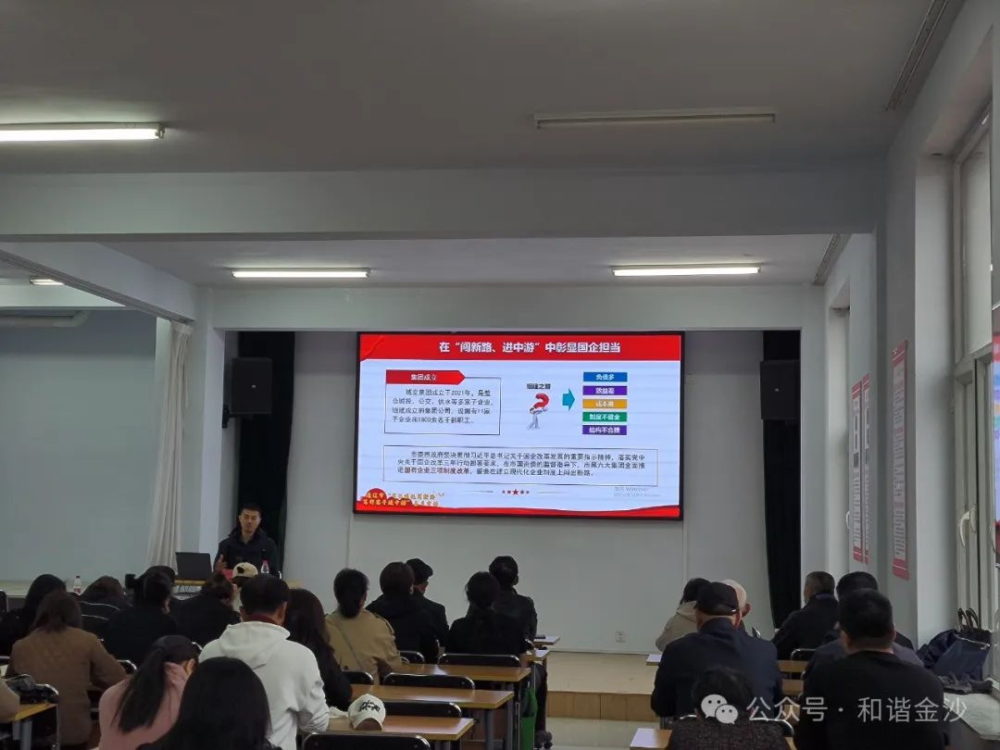 在“闯新路、进中游”中彰显国企担当
集团成立
城发集团成立于2021年，是整
合城投、公交、供水等多家子企业，
组建成立的集团公司，现拥有11家
子企业和1800余名干部职工。
组建之初
负债多
效益差
成本高
制度不健全
结构不合理
市委市政府坚决贯彻习近平总书记关于国企改革发展的重要指示精神，落实党中
央关于国企改革三年行动部署要求，在市国资委的监督指导下，市属六大集团全面推
进国有企业三项制度改革，誓要在建立现代化企业制度上闯出新路。
公众号 · 和谐金沙